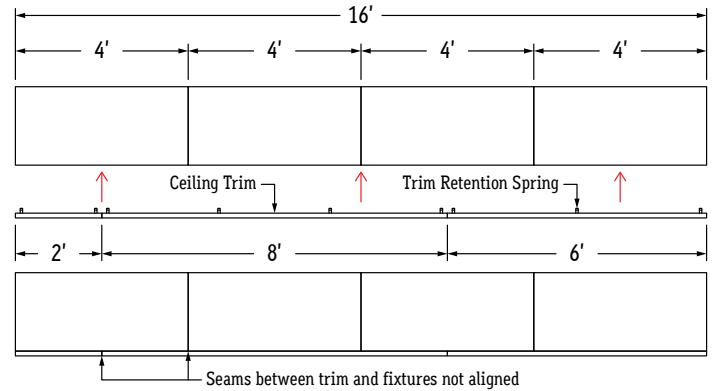 16'
4' 4' 4' 4'
Ceiling Trim Trim Retention Spring
2' 8' 6'
Seams between trim and fixtures not aligned